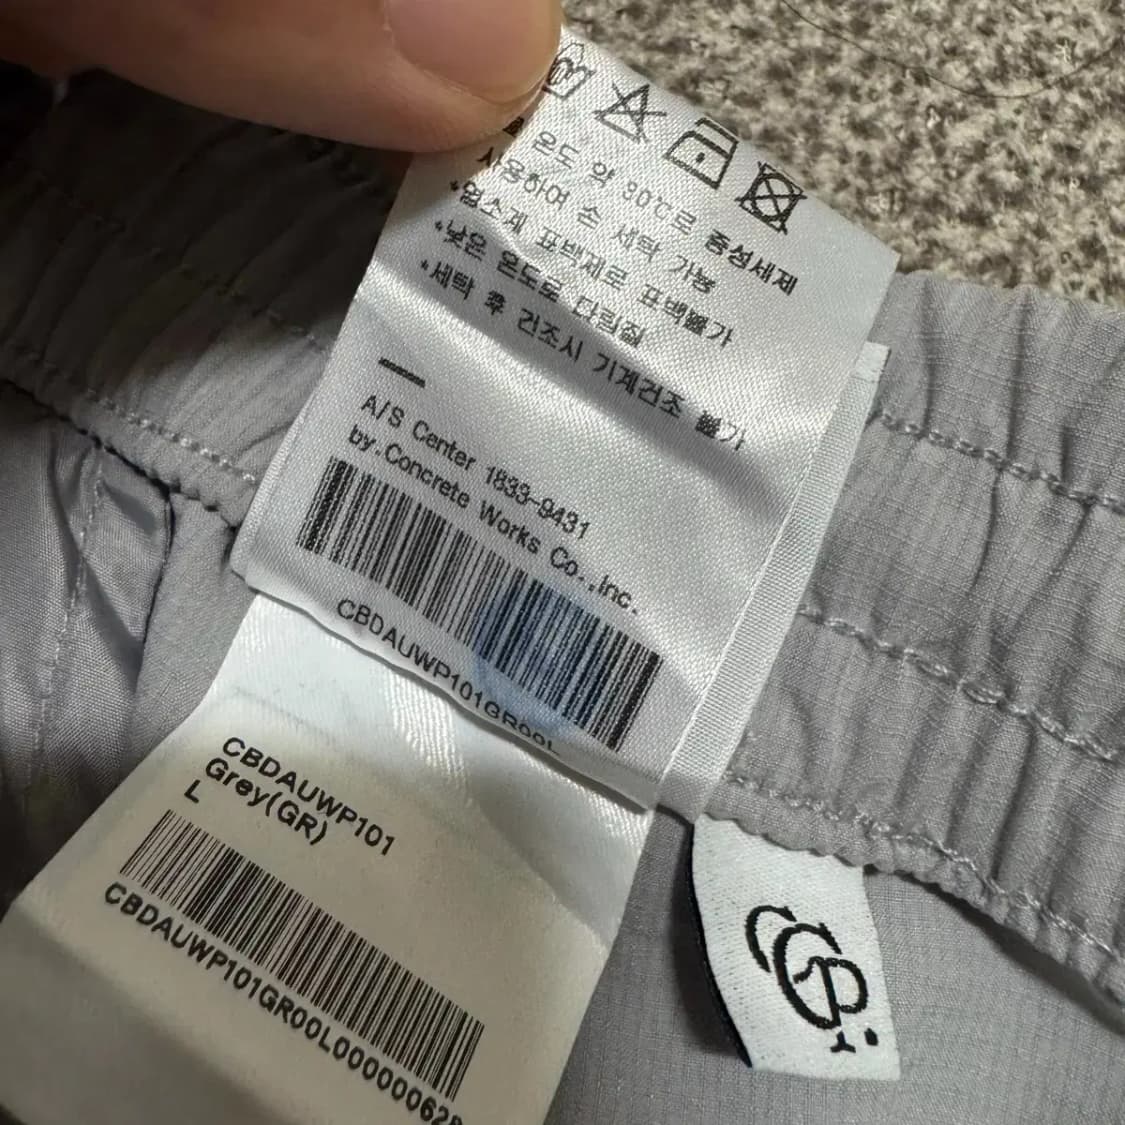 온도 약 30℃로 중성세제
사용하여 손 세탁 가능
*염소계 표백제로 표백불가
*낮은 온도로 다림질
*세탁 후 건조시 기계건조 불가
A/S Center 1833-9431
by.Concrete Works Co.,Inc.
CBDAUWP101GR00L
CBDAUWP101
Grey(GR)
L
CBDAUWP101GR00L00000062